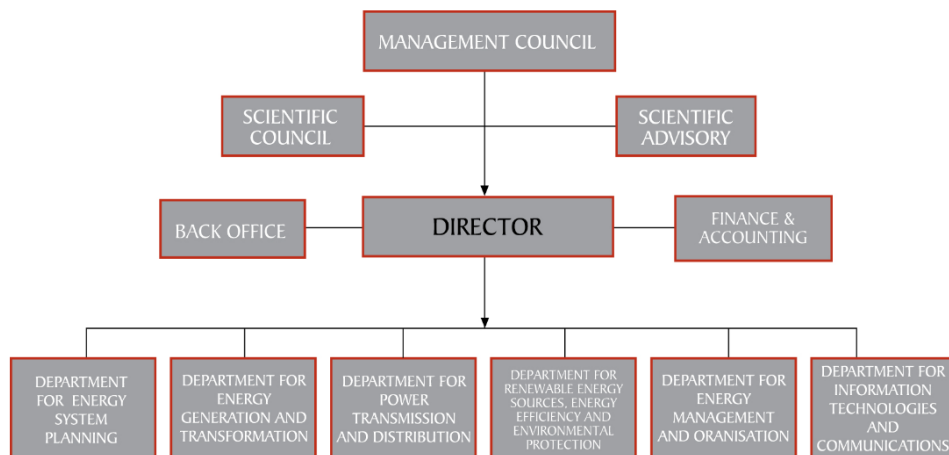 MANAGEMENT COUNCIL
SCIENTIFIC
COUNCIL
SCIENTIFIC
ADVISORY
BACK OFFICE
DIRECTOR
FINANCE &
ACCOUNTING
DEPARTMENT
FOR ENERGY
SYSTEM
PLANNING
DEPARTMENT FOR
ENERGY
GENERATION AND
TRANSFORMATION
DEPARTMENT FOR
POWER
TRANSMISSION
AND DISTRIBUTION
DEPARTMENT FOR
RENEWABLE ENERGY
SOURCES, ENERGY
EFFICIENCY AND
ENVIRONMENTAL
PROTECTION
DEPARTMENT FOR
ENERGY
MANAGEMENT
AND ORANISATION
DEPARTMENT FOR
INFORMATION
TECHNOLOGIES
AND
COMMUNICATIONS